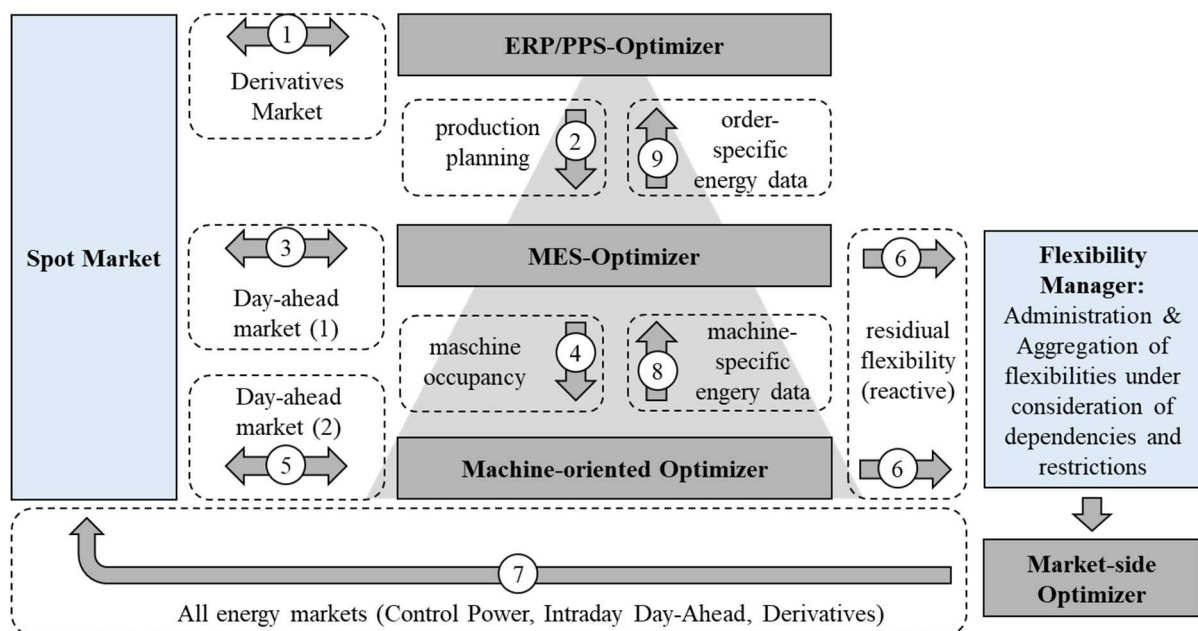 Spot Market
1
Derivatives
Market
ERP/PPS-Optimizer
production
planning
2
9
order-
specific
energy data
3
Day-ahead
market (1)
MES-Optimizer
maschine
occupancy
4
8
machine-
specific
engery data
Day-ahead
market (2)
5
Machine-oriented Optimizer
6
residiual
flexibility
(reactive)
6
Flexibility
Manager:
Administration &
Aggregation of
flexibilities under
consideration of
dependencies and
restrictions
Market-side
Optimizer
7
All energy markets (Control Power, Intraday Day-Ahead, Derivatives)